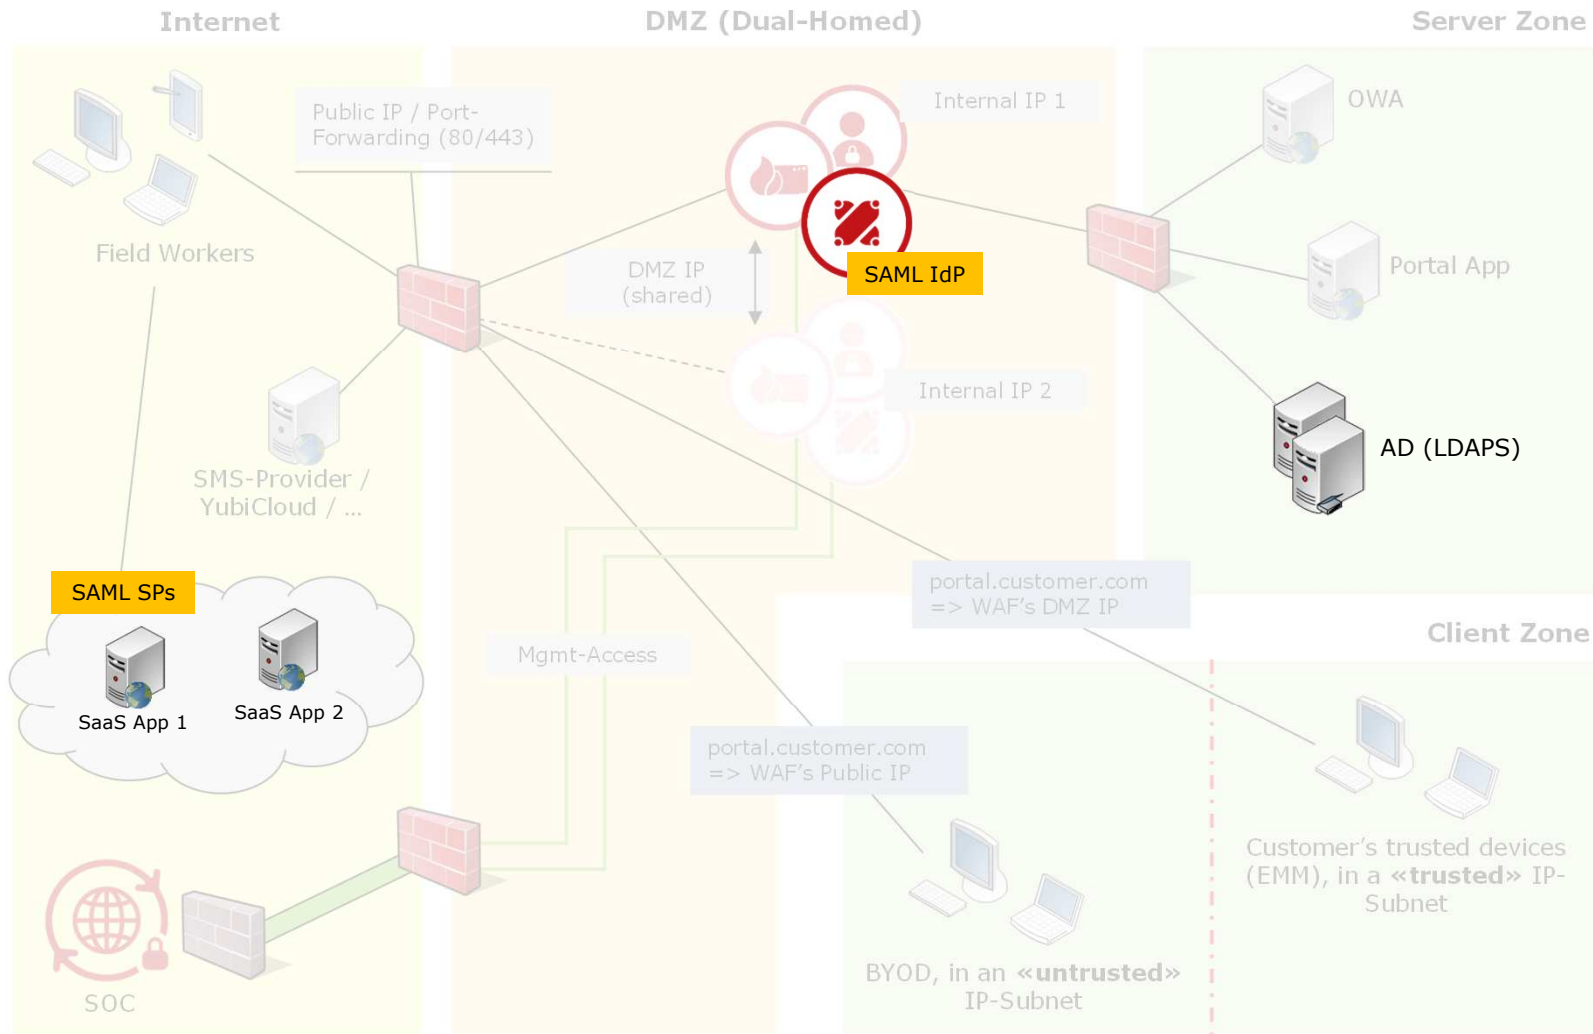 Internet
DMZ (Dual-Homed)
Server Zone
Public IP / Port-
Forwarding (80/443)
Internal IP 1
OWA
Field Workers
DMZ IP
(shared)
SAML IdP
Portal App
Internal IP 2
AD (LDAPS)
SMS-Provider /
YubiCloud / ...
SAML SPs
portal.customer.com
=> WAF's DMZ IP
Mgmt-Access
Client Zone
SaaS App 1
SaaS App 2
portal.customer.com
=> WAF's Public IP
Customer's trusted devices
(EMM), in a «trusted» IP-
Subnet
BYOD, in an «untrusted»
IP-Subnet
SOC